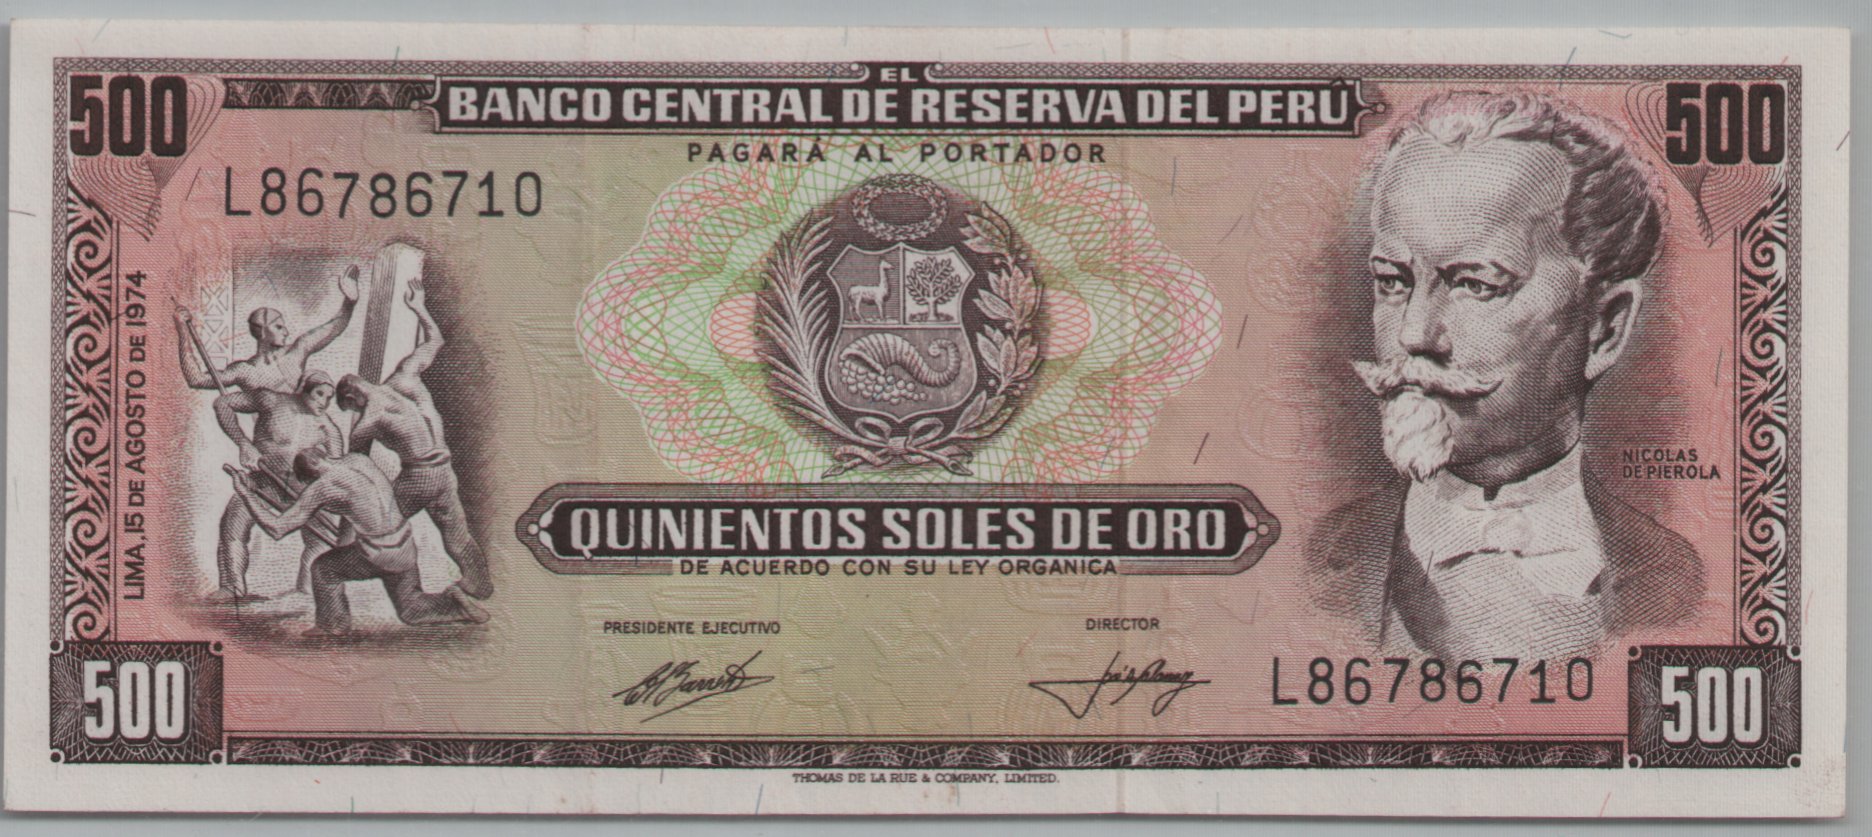 500
EL
BANCO CENTRAL DE RESERVA DEL PERÚ
500
PAGARÁ AL PORTADOR
L86786710
LIMA, 15 DE AGOSTO DE 1974
NICOLAS
DE PIEROLA
QUINIENTOS SOLES DE ORO
DE ACUERDO CON SU LEY ORGANICA
PRESIDENTE EJECUTIVO
DIRECTOR
L86786710
500
500
THOMAS DE LA RUE & COMPANY, LIMITED.